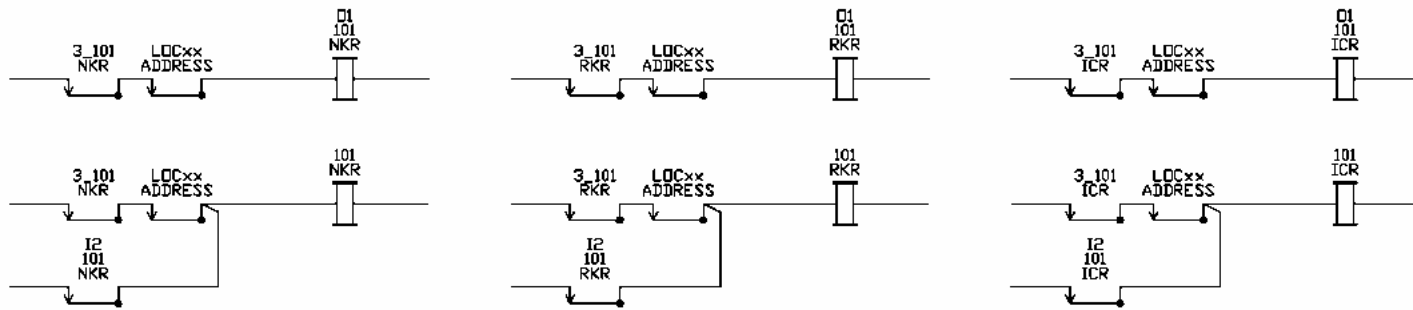 O1
101
NKR
3_101
NKR
LOCxx
ADDRESS
O1
101
RKR
3_101
RKR
LOCxx
ADDRESS
O1
101
ICR
3_101
ICR
LOCxx
ADDRESS
101
NKR
3_101
NKR
LOCxx
ADDRESS
I2
101
NKR
101
RKR
3_101
RKR
LOCxx
ADDRESS
I2
101
RKR
101
ICR
3_101
ICR
LOCxx
ADDRESS
I2
101
ICR